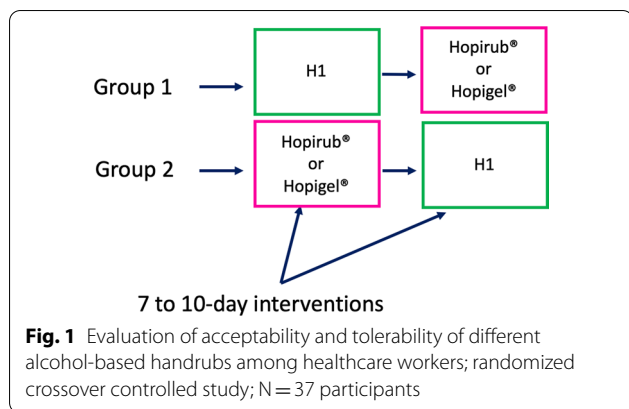 Group 1
H1
Hopirub®
or
Hopigel®
Group 2
Hopirub®
or
Hopigel®
H1
7 to 10-day interventions
Fig. 1 Evaluation of acceptability and tolerability of different
alcohol-based handrubs among healthcare workers; randomized
crossover controlled study; N = 37 participants